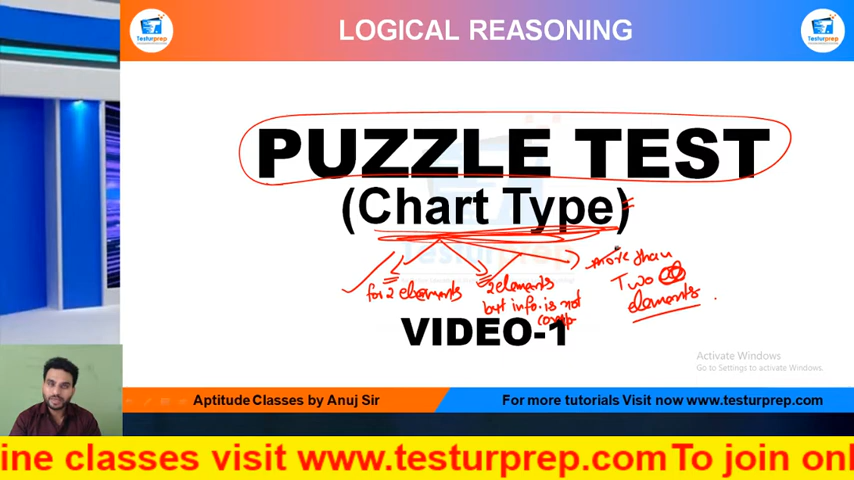 Testurprep
LOGICAL REASONING
Testurprep
PUZZLE TEST
(Chart Type)
for 2 elements
2 elements
but info. is not
more than
Two
elements
VIDEO-1
Activate Windows
Go to Settings to activate Windows.
Aptitude Classes by Anuj Sir
For more tutorials Visit now www.testurprep.com
ine classes visit www.testurprep.com To join onl